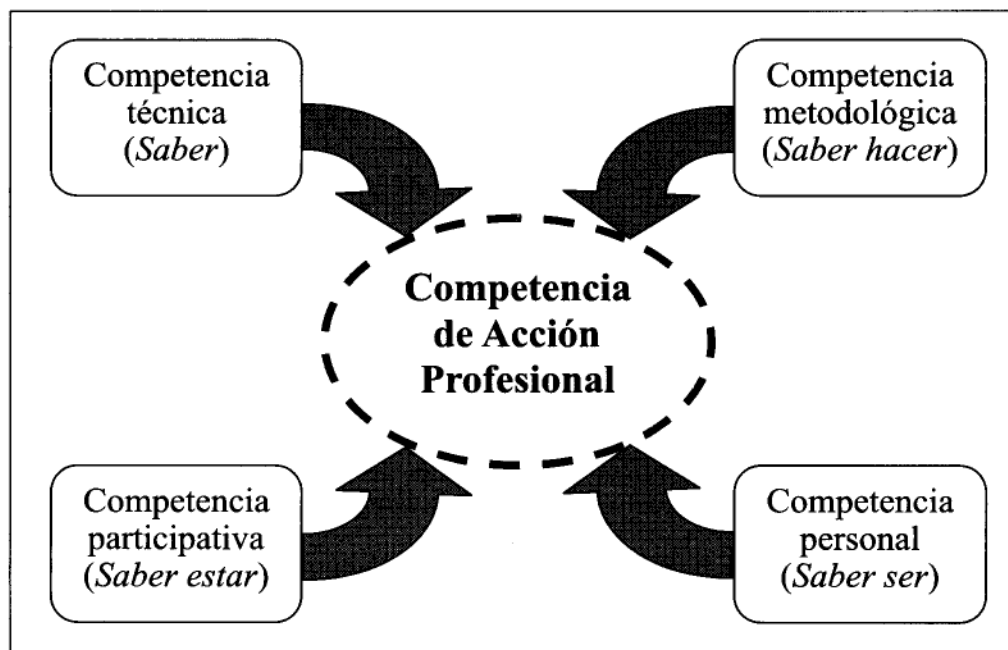 Competencia
técnica
(Saber)
Competencia
metodológica
(Saber hacer)
Competencia
de Acción
Profesional
Competencia
participativa
(Saber estar)
Competencia
personal
(Saber ser)